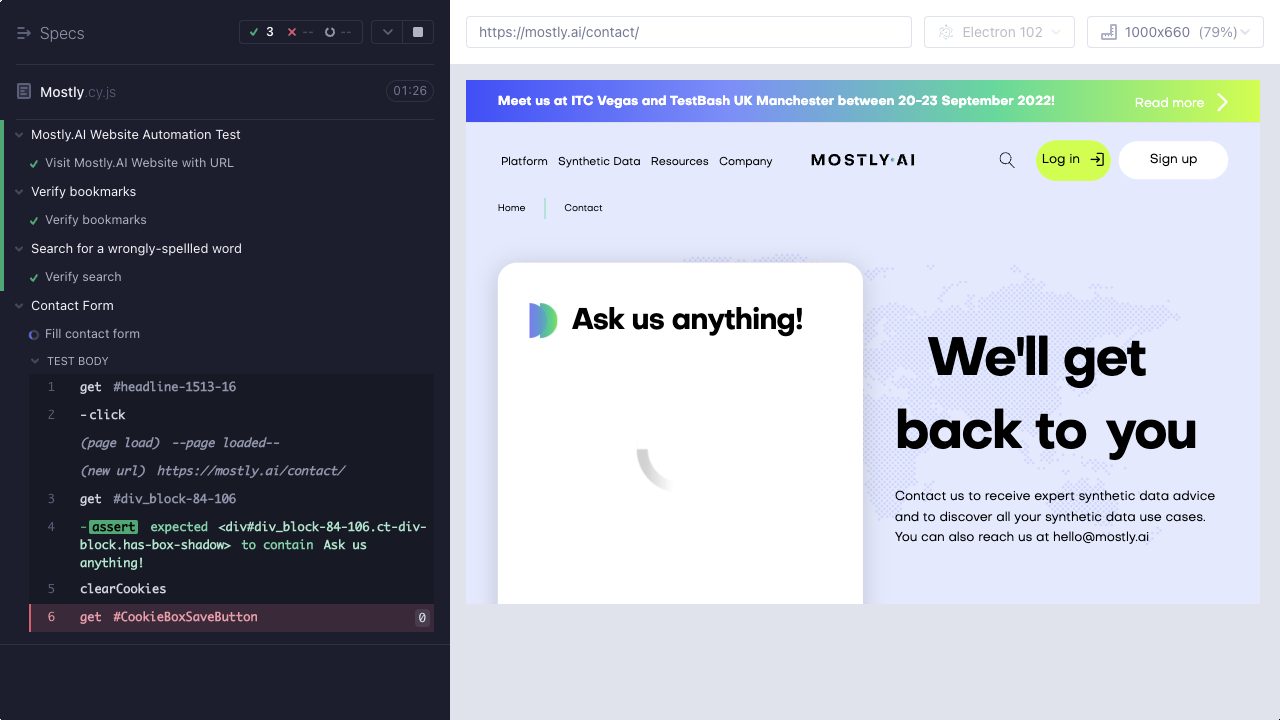 Specs
3 -- --
Mostly.cy.js 01:26
Mostly.AI Website Automation Test
Visit Mostly.AI Website with URL
Verify bookmarks
Verify bookmarks
Search for a wrongly-spellled word
Verify search
Contact Form
Fill contact form
TEST BODY
1 get #headline-1513-16
2 -click
(page load) --page loaded--
(new url) https://mostly.ai/contact/
3 get #div_block-84-106
4 -assert expected <div#div_block-84-106.ct-div-
block.has-box-shadow> to contain Ask us
anything!
5 clearCookies
6 get #CookieBoxSaveButton 0
https://mostly.ai/contact/ Electron 102 1000x660 (79%)
Meet us at ITC Vegas and TestBash UK Manchester between 20-23 September 2022! Read more
Platform Synthetic Data Resources Company MOSTLY·AI Log in Sign up
Home Contact
Ask us anything!
We'll get
back to you
Contact us to receive expert synthetic data advice
and to discover all your synthetic data use cases.
You can also reach us at hello@mostly.ai